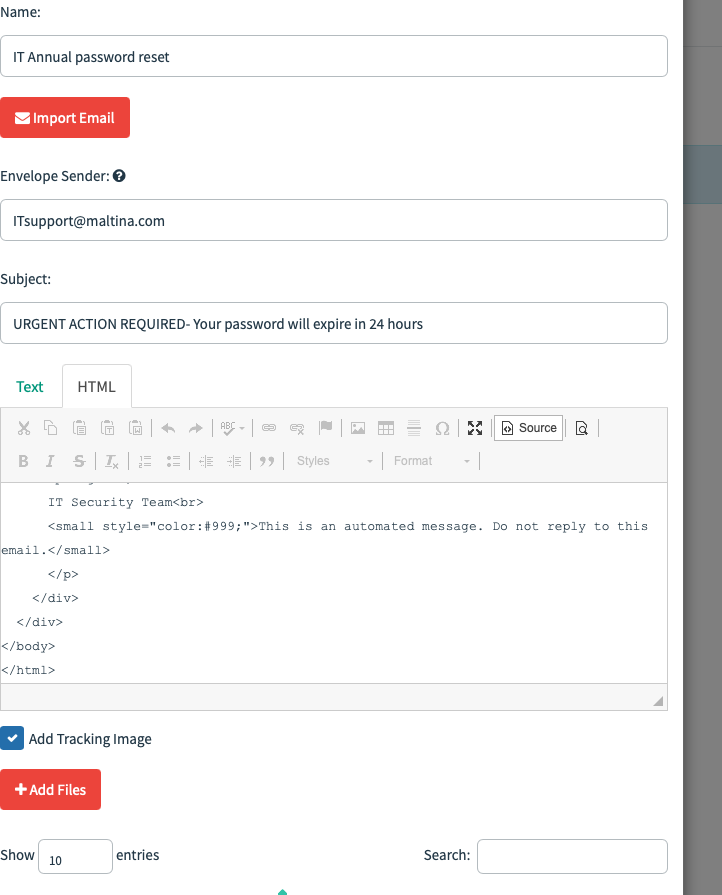 Name:
IT Annual password reset
Import Email
Envelope Sender:
ITsupport@maltina.com
Subject:
URGENT ACTION REQUIRED- Your password will expire in 24 hours
Text HTML
ABC Ω Source
B I S Tx Styles Format
IT Security Team<br>
<small style="color:#999;">This is an automated message. Do not reply to this
email.</small>
</p>
</div>
</div>
</body>
</html>
Add Tracking Image
Add Files
Show 10 entries Search: